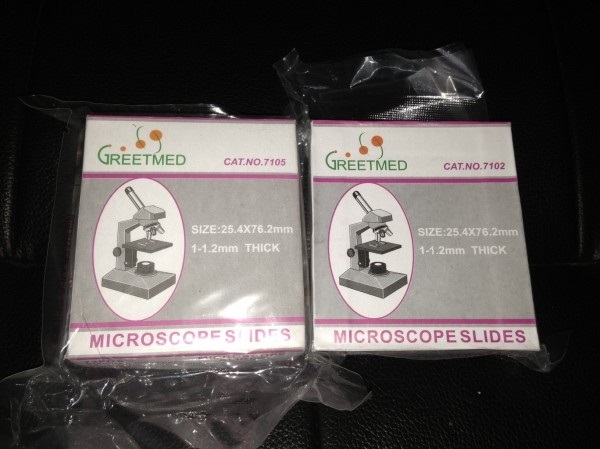 GREETMED
CAT.NO.7105
SIZE:25.4X76.2mm
1-1.2mm THICK
MICROSCOPE SLIDES
GREETMED
CAT.NO.7102
SIZE:25.4X76.2mm
1-1.2mm THICK
MICROSCOPE SLIDES